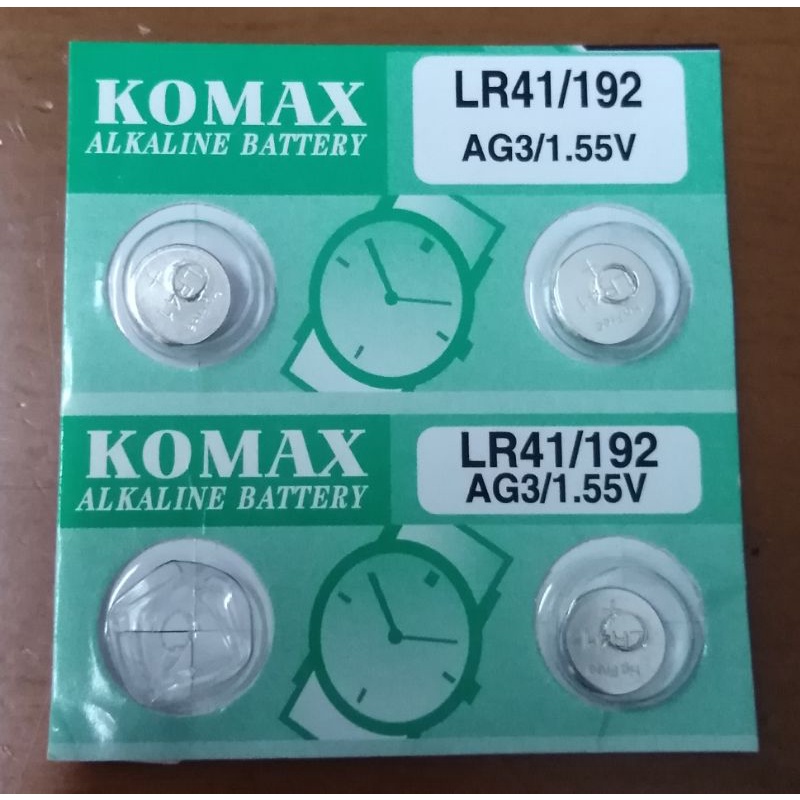 KOMAX
ALKALINE BATTERY
LR41/192
AG3/1.55V
KOMAX
ALKALINE BATTERY
LR41/192
AG3/1.55V